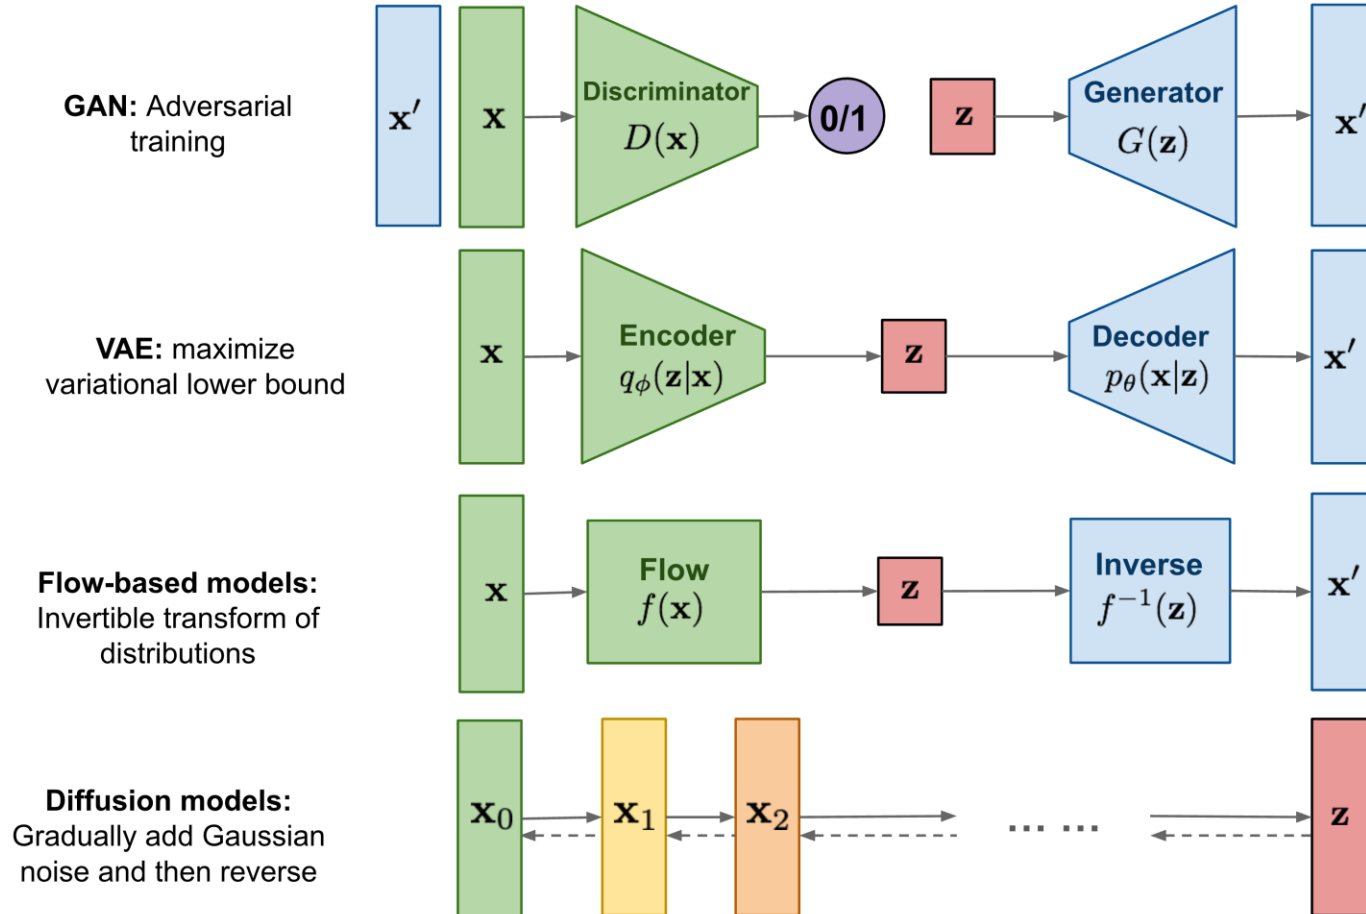 GAN: Adversarial
training
x′
x
Discriminator
D(x)
0/1
z
Generator
G(z)
x′
VAE: maximize
variational lower bound
x
Encoder
qϕ(z|x)
z
Decoder
pθ(x|z)
x′
Flow-based models:
Invertible transform of
distributions
x
Flow
f(x)
z
Inverse
f⁻¹(z)
x′
Diffusion models:
Gradually add Gaussian
noise and then reverse
x₀
x₁
x₂
... ...
z